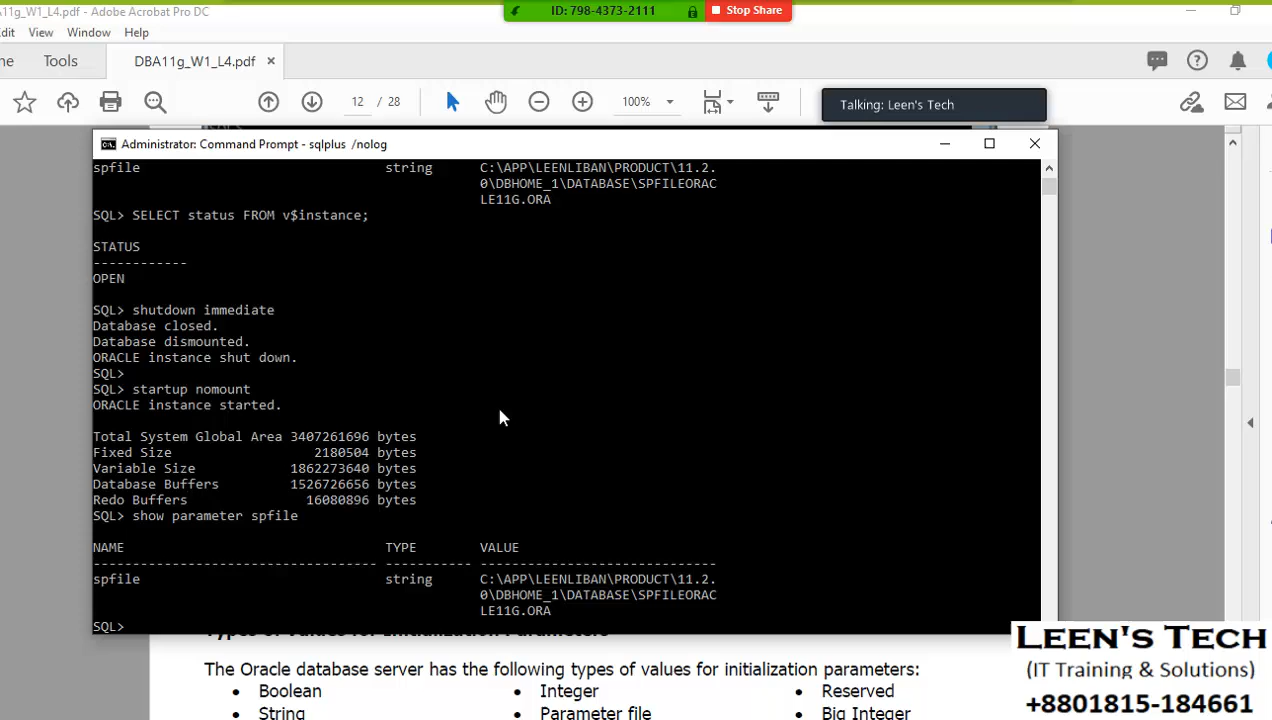 A11g_W1_L4.pdf - Adobe Acrobat Pro DC
ID: 798-4373-2111
Stop Share
View Window Help
Tools
DBA11g_W1_L4.pdf ×
12 / 28
100%
Talking: Leen's Tech
Administrator: Command Prompt - sqlplus /nolog
spfile string C:\APP\LEENLIBAN\PRODUCT\11.2.
0\DBHOME_1\DATABASE\SPFILEORAC
LE11G.ORA
SQL> SELECT status FROM v$instance;
STATUS
------------
OPEN
SQL> shutdown immediate
Database closed.
Database dismounted.
ORACLE instance shut down.
SQL>
SQL> startup nomount
ORACLE instance started.
Total System Global Area 3407261696 bytes
Fixed Size 2180504 bytes
Variable Size 1862273640 bytes
Database Buffers 1526726656 bytes
Redo Buffers 16080896 bytes
SQL> show parameter spfile
NAME TYPE VALUE
------------------------------------ ----------- ------------------------------
spfile string C:\APP\LEENLIBAN\PRODUCT\11.2.
0\DBHOME_1\DATABASE\SPFILEORAC
LE11G.ORA
SQL>
Types of Values for Initialization Parameters
The Oracle database server has the following types of values for initialization parameters:
• Boolean • Integer • Reserved
• String • Parameter file • Big Integer
LEEN'S TECH
(IT Training & Solutions)
+8801815-184661